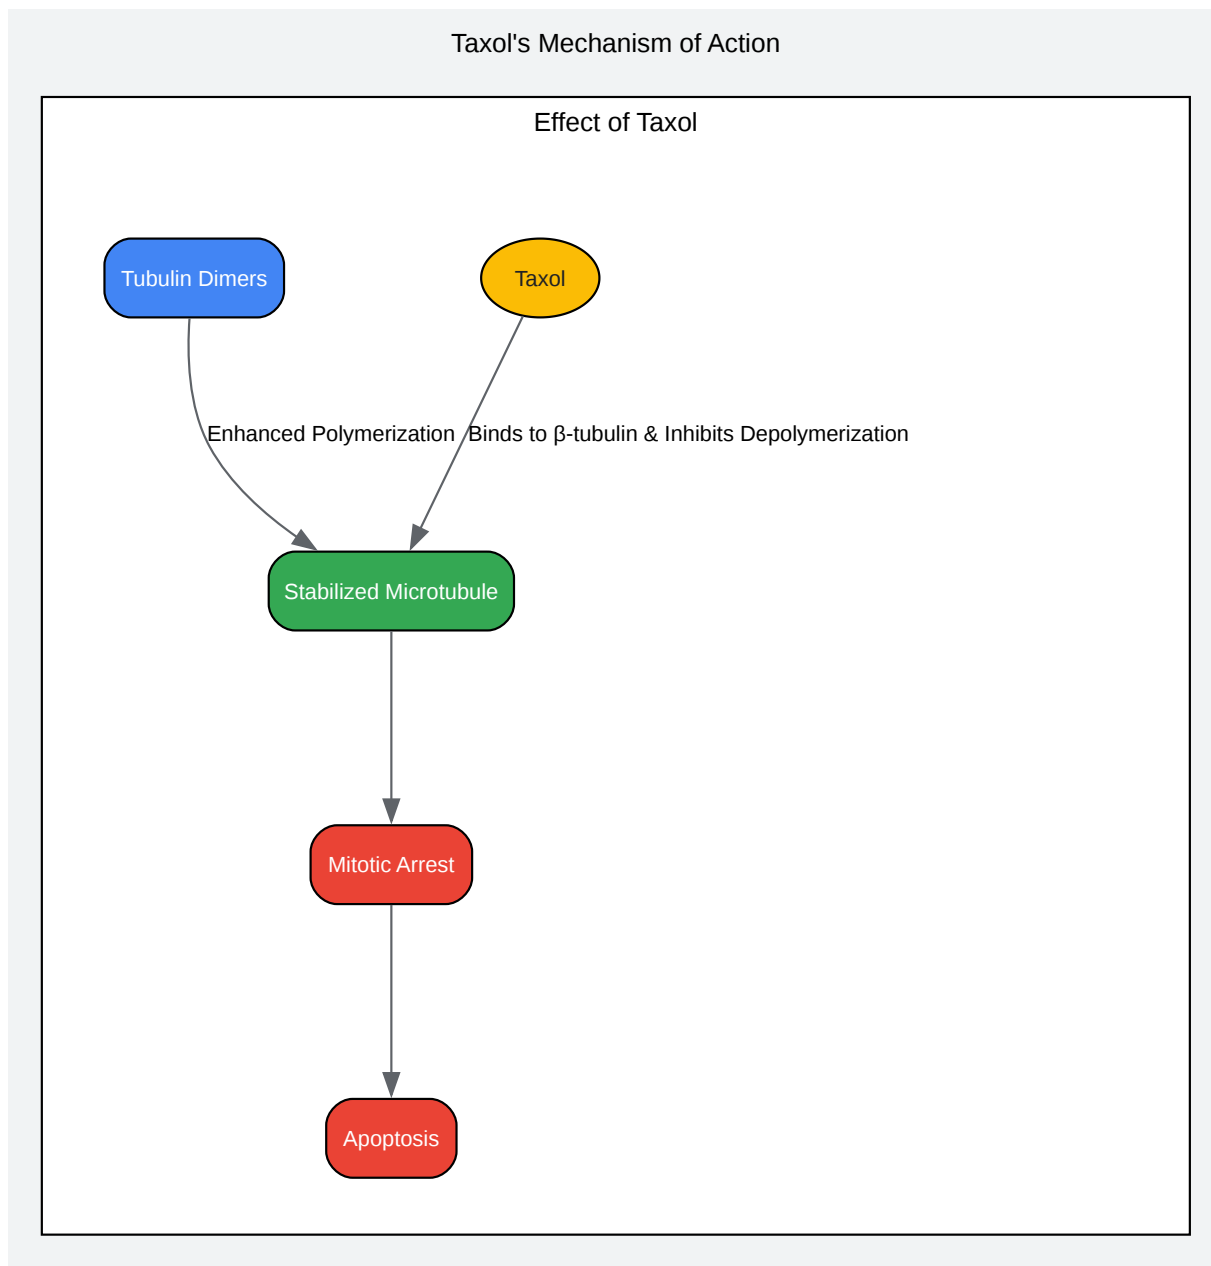 Taxol's Mechanism of Action
Effect of Taxol
Tubulin Dimers
Taxol
Enhanced Polymerization
Binds to β-tubulin & Inhibits Depolymerization
Stabilized Microtubule
Mitotic Arrest
Apoptosis